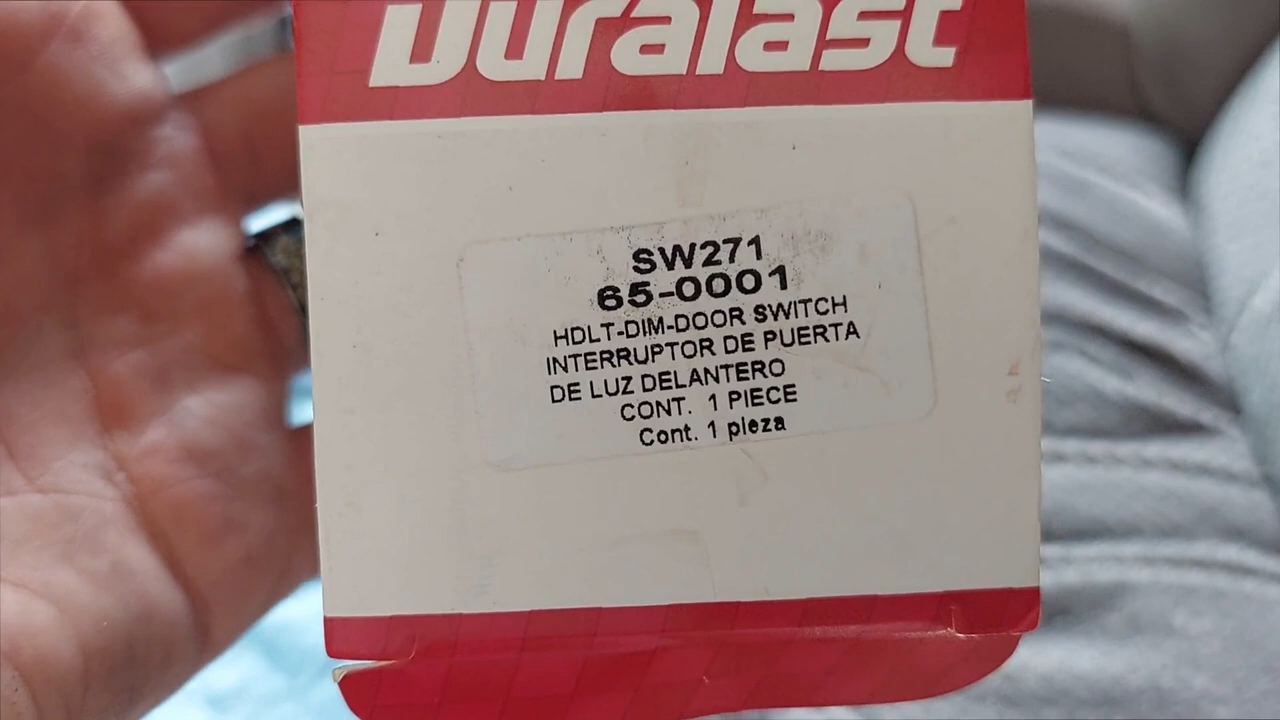 Duralast
SW271
65-0001
HDLT-DIM-DOOR SWITCH
INTERRUPTOR DE PUERTA
DE LUZ DELANTERO
CONT. 1 PIECE
Cont. 1 pieza